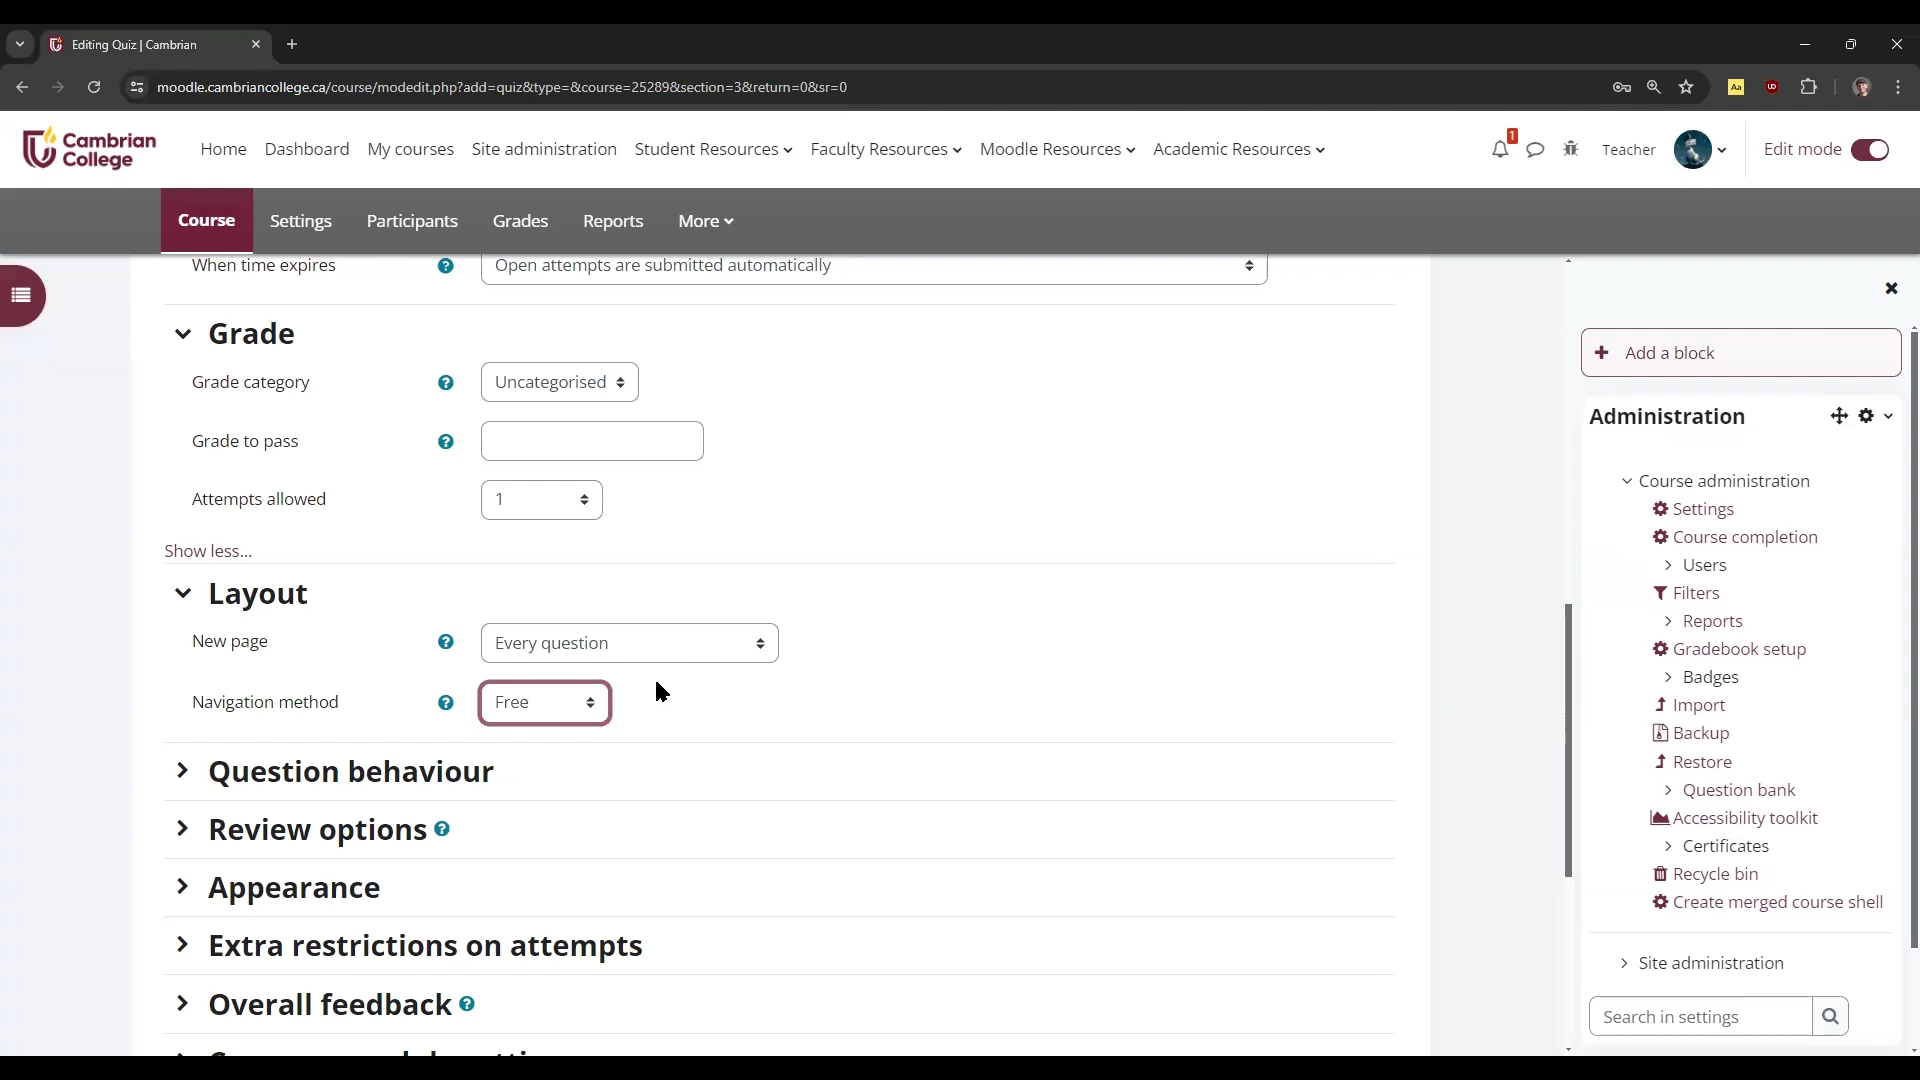 Editing Quiz | Cambrian
moodle.cambriancollege.ca/course/modedit.php?add=quiz&type=&course=25289&section=3&return=0&sr=0
Aa
Cambrian College
Home Dashboard My courses Site administration Student Resources Faculty Resources Moodle Resources Academic Resources
1
Teacher
Edit mode
Course Settings Participants Grades Reports More
When time expires ? Open attempts are submitted automatically
Grade
Grade category ? Uncategorised
Grade to pass ?
Attempts allowed 1
Show less...
Layout
New page ? Every question
Navigation method ? Free
Question behaviour
Review options ?
Appearance
Extra restrictions on attempts
Overall feedback ?
Add a block
Administration
Course administration
Settings
Course completion
Users
Filters
Reports
Gradebook setup
Badges
Import
Backup
Restore
Question bank
Accessibility toolkit
Certificates
Recycle bin
Create merged course shell
Site administration
Search in settings